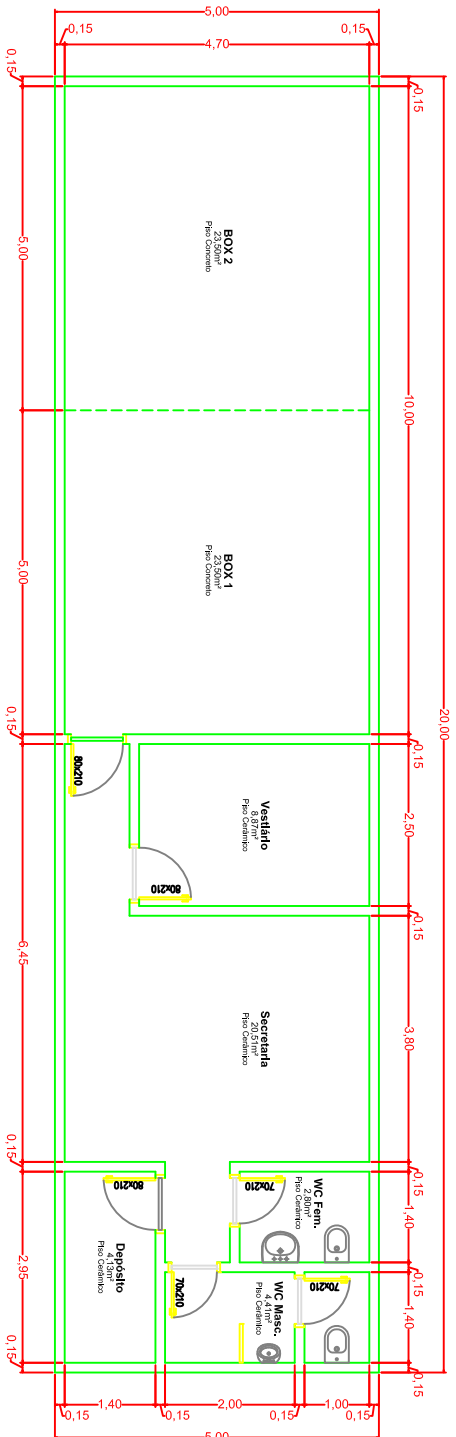 5,00
0,15
4,70
0,15
0,15
0,15
BOX 2
23,50m²
Piso Concreto
5,00
10,00
20,00
BOX 1
23,50m²
Piso Concreto
5,00
0,15
0,15
80x210
Vestiário
8,87m²
Piso Cerâmico
2,50
80x210
0,15
6,45
Secretaria
20,51m²
Piso Cerâmico
3,80
0,15
0,15
80x210
70x210
WC Fem.
2,80m²
Piso Cerâmico
1,40
Depósito
4,13m²
Piso Cerâmico
2,95
0,15
70x210
70x210
WC Masc.
4,41m²
Piso Cerâmico
1,40
0,15
0,15
1,40
2,00
1,00
0,15
0,15
0,15
0,15
5,00